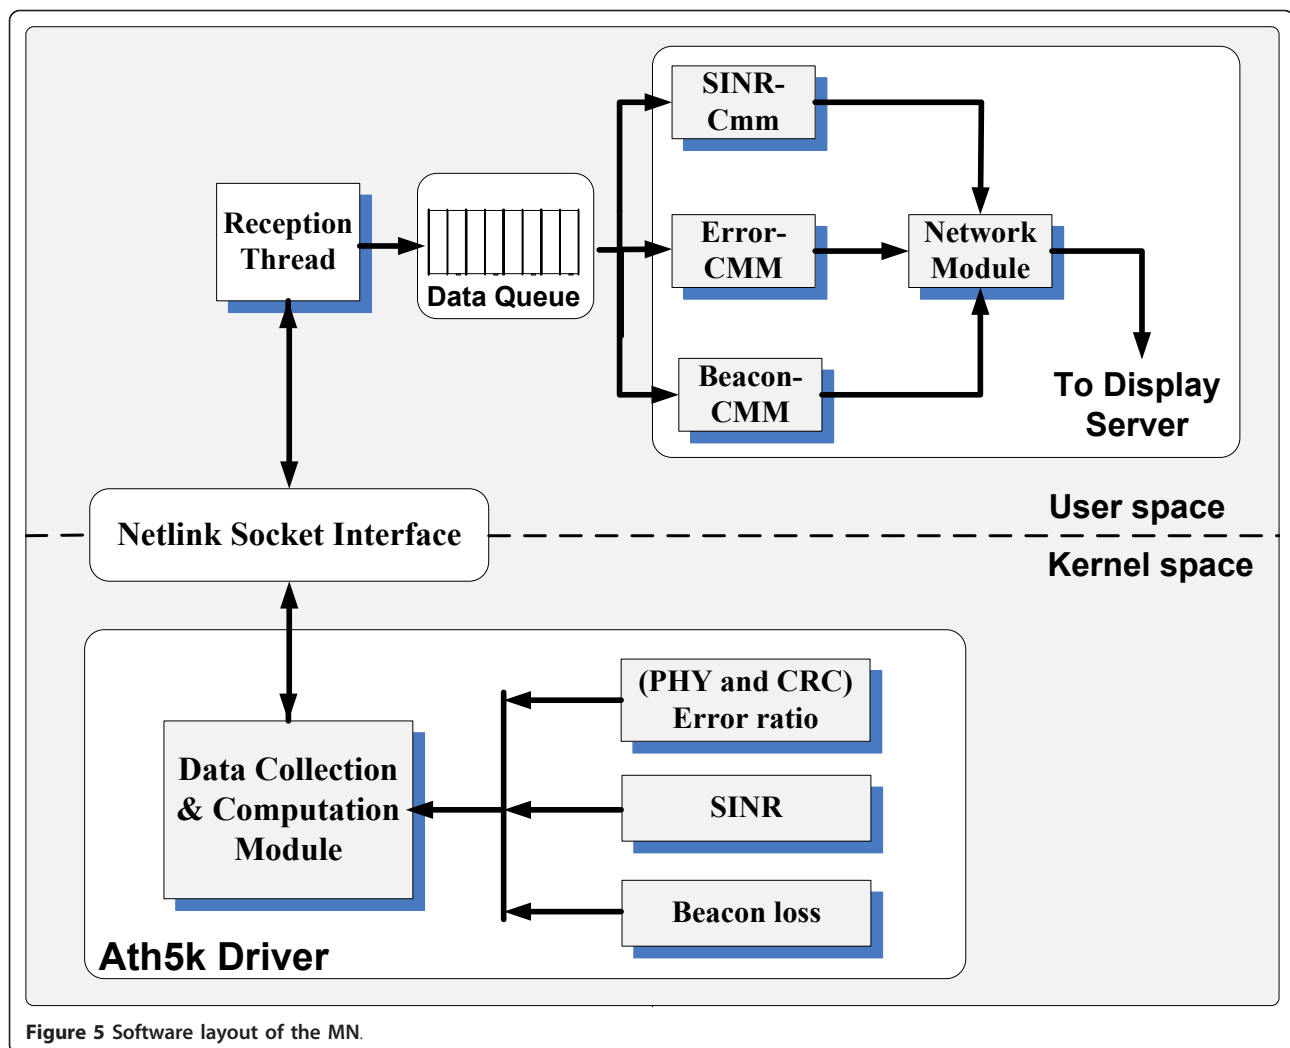 SINR-
Cmm
Reception
Thread
Data Queue
Error-
CMM
Network
Module
Beacon-
CMM
To Display
Server
User space
Netlink Socket Interface
Kernel space
(PHY and CRC)
Error ratio
Data Collection
& Computation
Module
SINR
Beacon loss
Ath5k Driver
Figure 5 Software layout of the MN.